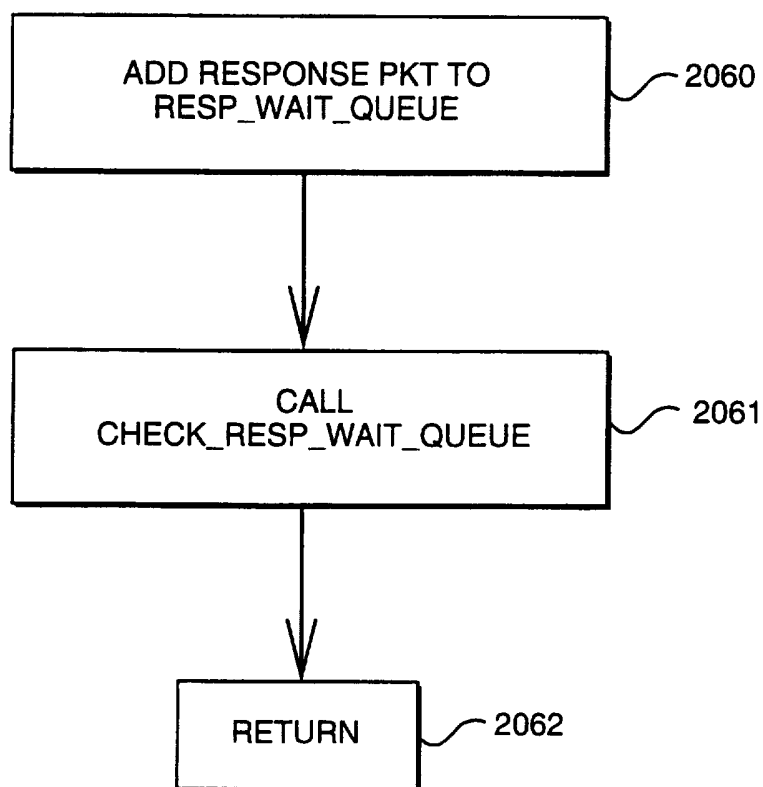 ADD RESPONSE PKT TO
RESP_WAIT_QUEUE
2060
CALL
CHECK_RESP_WAIT_QUEUE
2061
RETURN
2062